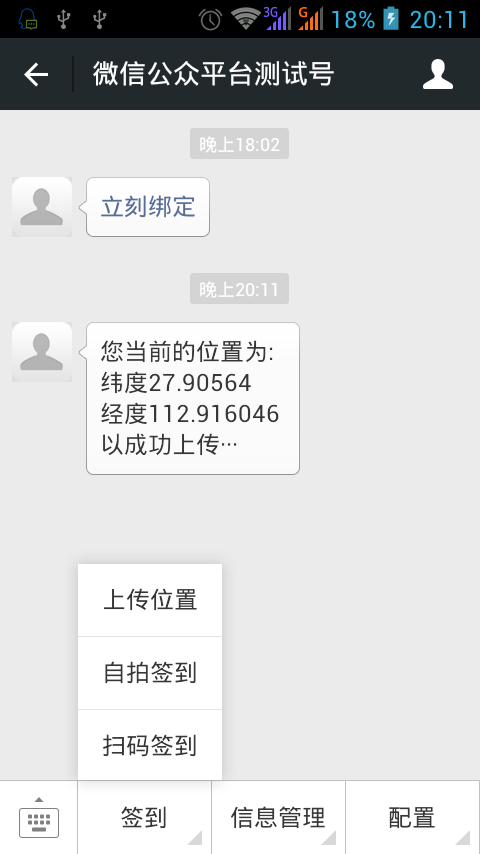 3G G 18% 20:11
微信公众平台测试号
晚上18:02
立刻绑定
晚上20:11
您当前的位置为:
纬度27.90564
经度112.916046
以成功上传···
上传位置
自拍签到
扫码签到
签到 信息管理 配置